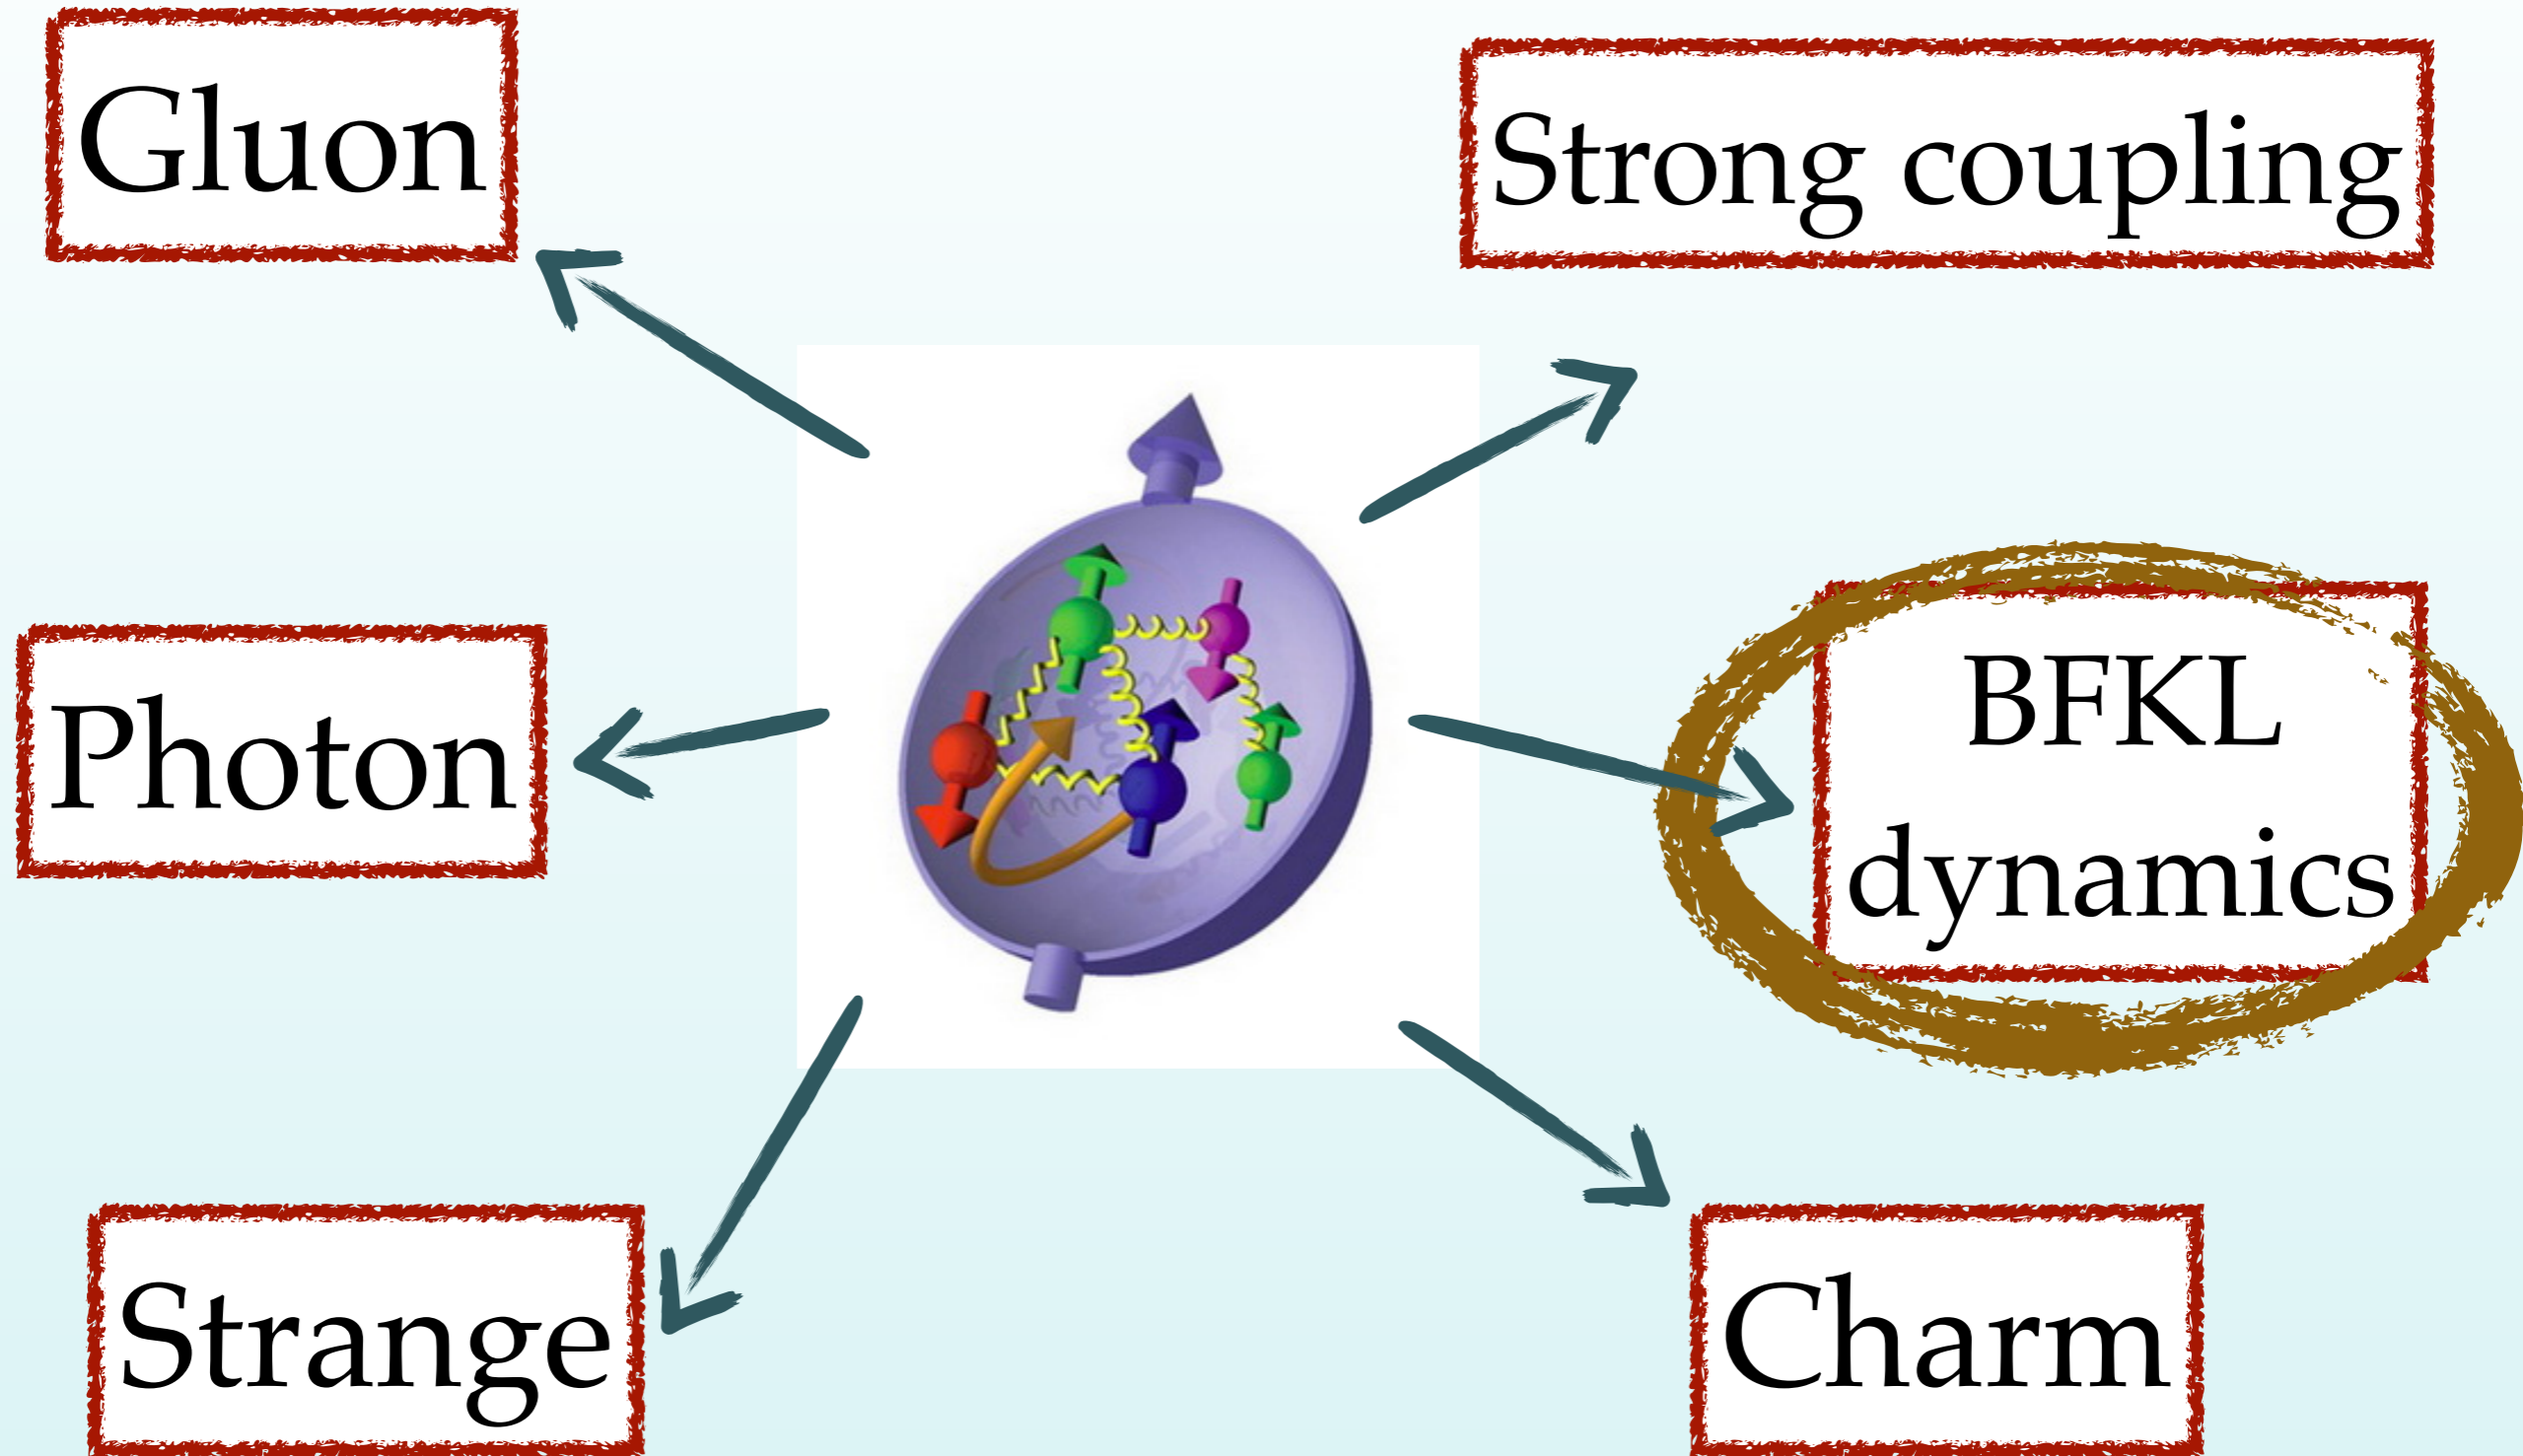 Gluon
Strong coupling
Photon
BFKL
dynamics
Strange
Charm